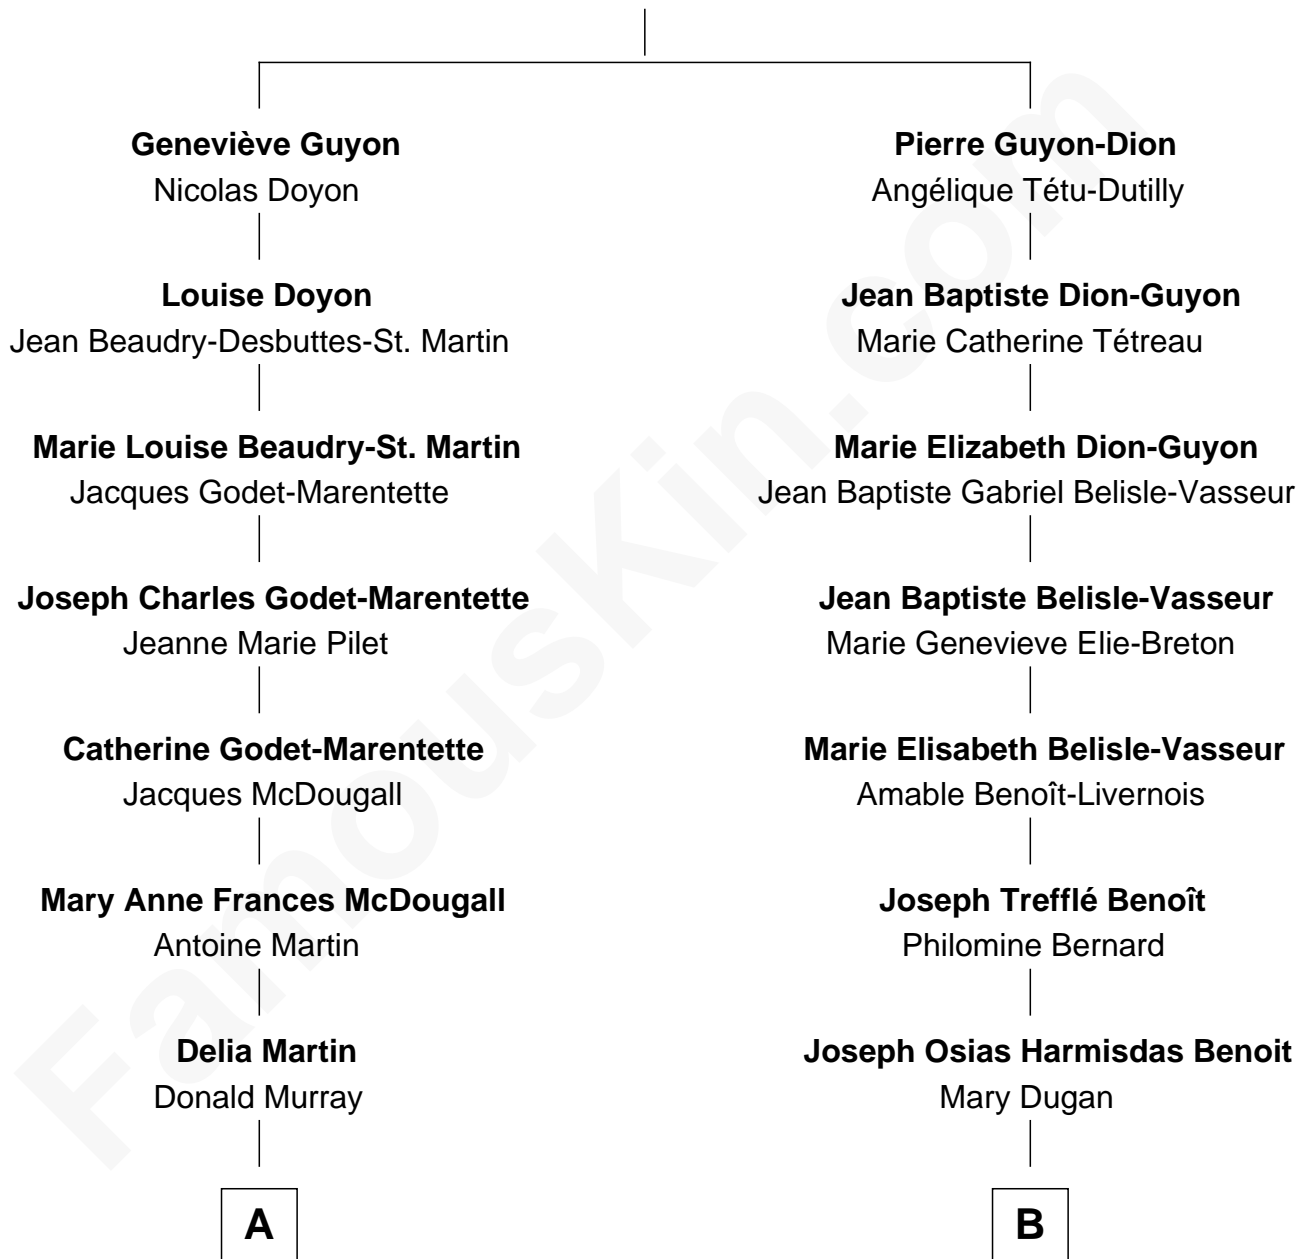 Geneviève Guyon
Nicolas Doyon
Louise Doyon
Jean Beaudry-Desbuttes-St. Martin
Marie Louise Beaudry-St. Martin
Jacques Godet-Marentette
Joseph Charles Godet-Marentette
Jeanne Marie Pilet
Catherine Godet-Marentette
Jacques McDougall
Mary Anne Frances McDougall
Antoine Martin
Delia Martin
Donald Murray
A
Pierre Guyon-Dion
Angélique Tétu-Dutilly
Jean Baptiste Dion-Guyon
Marie Catherine Tétreau
Marie Elizabeth Dion-Guyon
Jean Baptiste Gabriel Belisle-Vasseur
Jean Baptiste Belisle-Vasseur
Marie Genevieve Elie-Breton
Marie Elisabeth Belisle-Vasseur
Amable Benoît-Livernois
Joseph Trefflé Benoît
Philomine Bernard
Joseph Osias Harmisdas Benoit
Mary Dugan
B
FamousKin.com